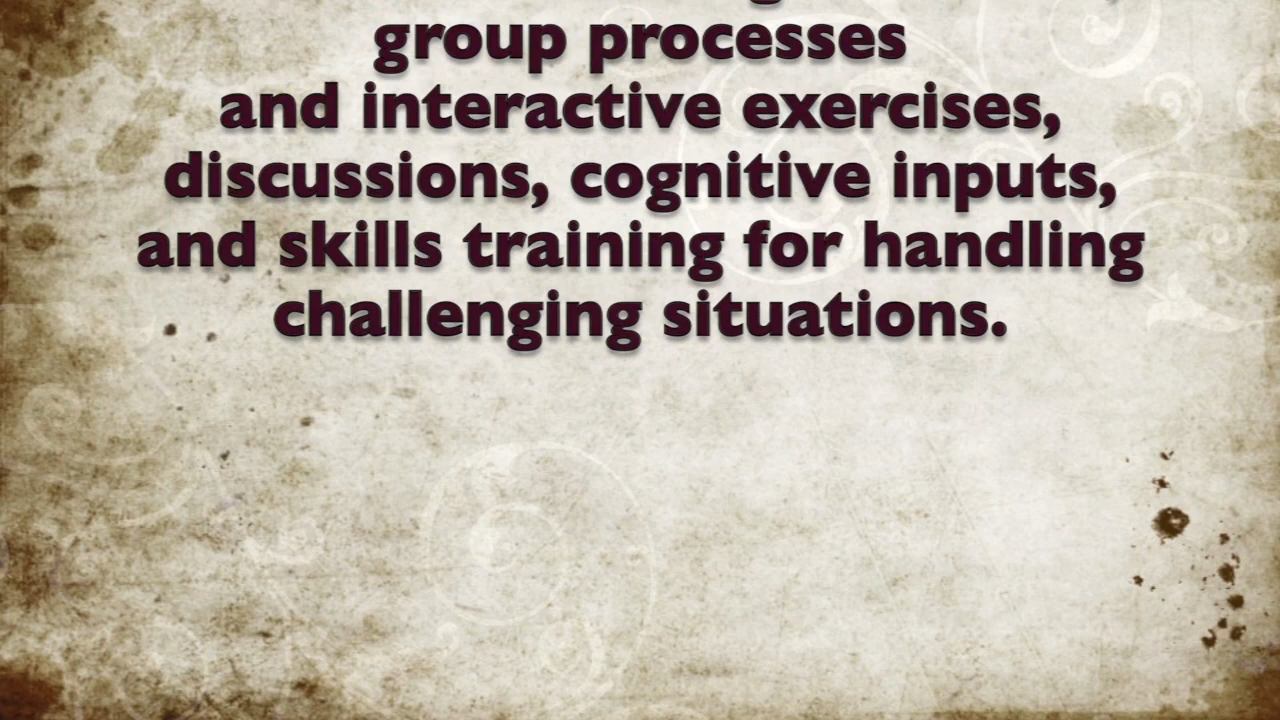 group processes
and interactive exercises,
discussions, cognitive inputs,
and skills training for handling
challenging situations.